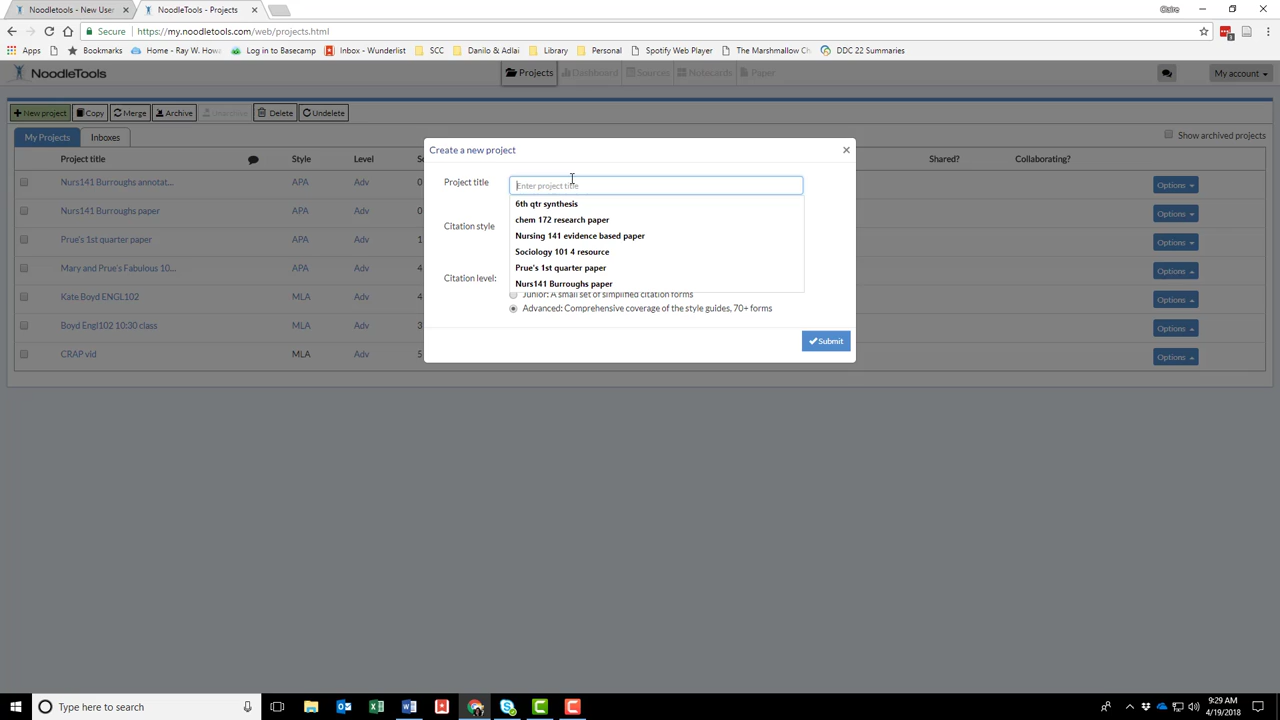 Noodletools - New User
NoodleTools - Projects
Claire
Secure
https://my.noodletools.com/web/projects.html
Apps
Bookmarks
Home - Ray W. How
Log in to Basecamp
Inbox - Wunderlist
SCC
Danilo & Adlai
Library
Personal
Spotify Web Player
The Marshmallow Ch
DDC 22 Summaries
NoodleTools
Projects
Dashboard
Sources
Notecards
Paper
My account
New project
Copy
Merge
Archive
Unarchive
Delete
Undelete
My Projects
Inboxes
Show archived projects
Project title
Style
Level
Shared?
Collaborating?
Nurs141 Burroughs annotat...
APA
Adv
0
Options
Nurs141 Burroughs paper
APA
Adv
0
Options
Prue's 1st quarter paper
APA
Adv
1
Options
Mary and Prue's Fabulous 10...
APA
Adv
4
Options
Kate Boyd ENGL102
MLA
Adv
4
Options
Boyd Engl102 10:30 class
MLA
Adv
3
Options
CRAP vid
MLA
Adv
5
Options
Create a new project
Project title
Enter project title
6th qtr synthesis
chem 172 research paper
Nursing 141 evidence based paper
Sociology 101 4 resource
Prue's 1st quarter paper
Nurs141 Burroughs paper
Citation style
Citation level:
Junior: A small set of simplified citation forms
Advanced: Comprehensive coverage of the style guides, 70+ forms
Submit
Type here to search
9:29 AM
4/19/2018